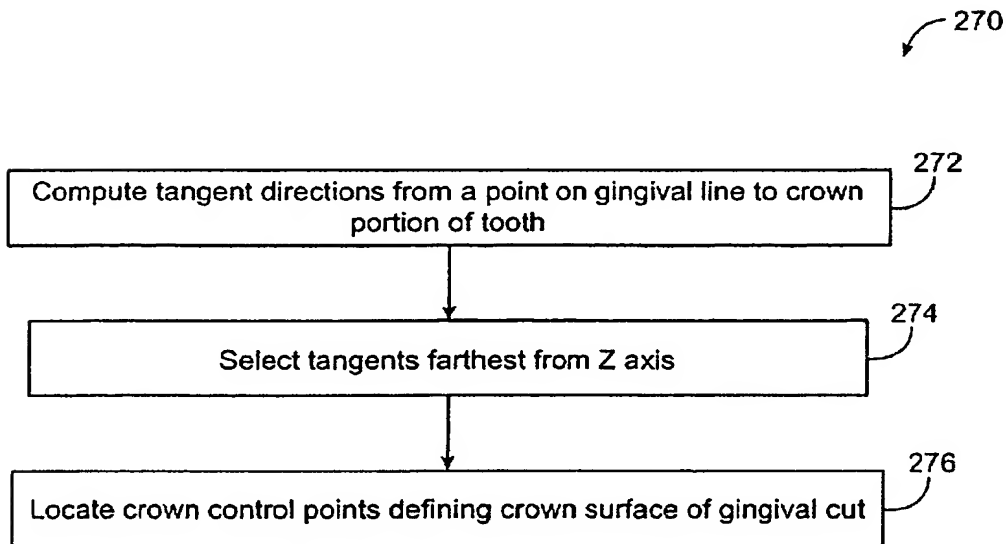 270
272
Compute tangent directions from a point on gingival line to crown
portion of tooth
274
Select tangents farthest from Z axis
276
Locate crown control points defining crown surface of gingival cut